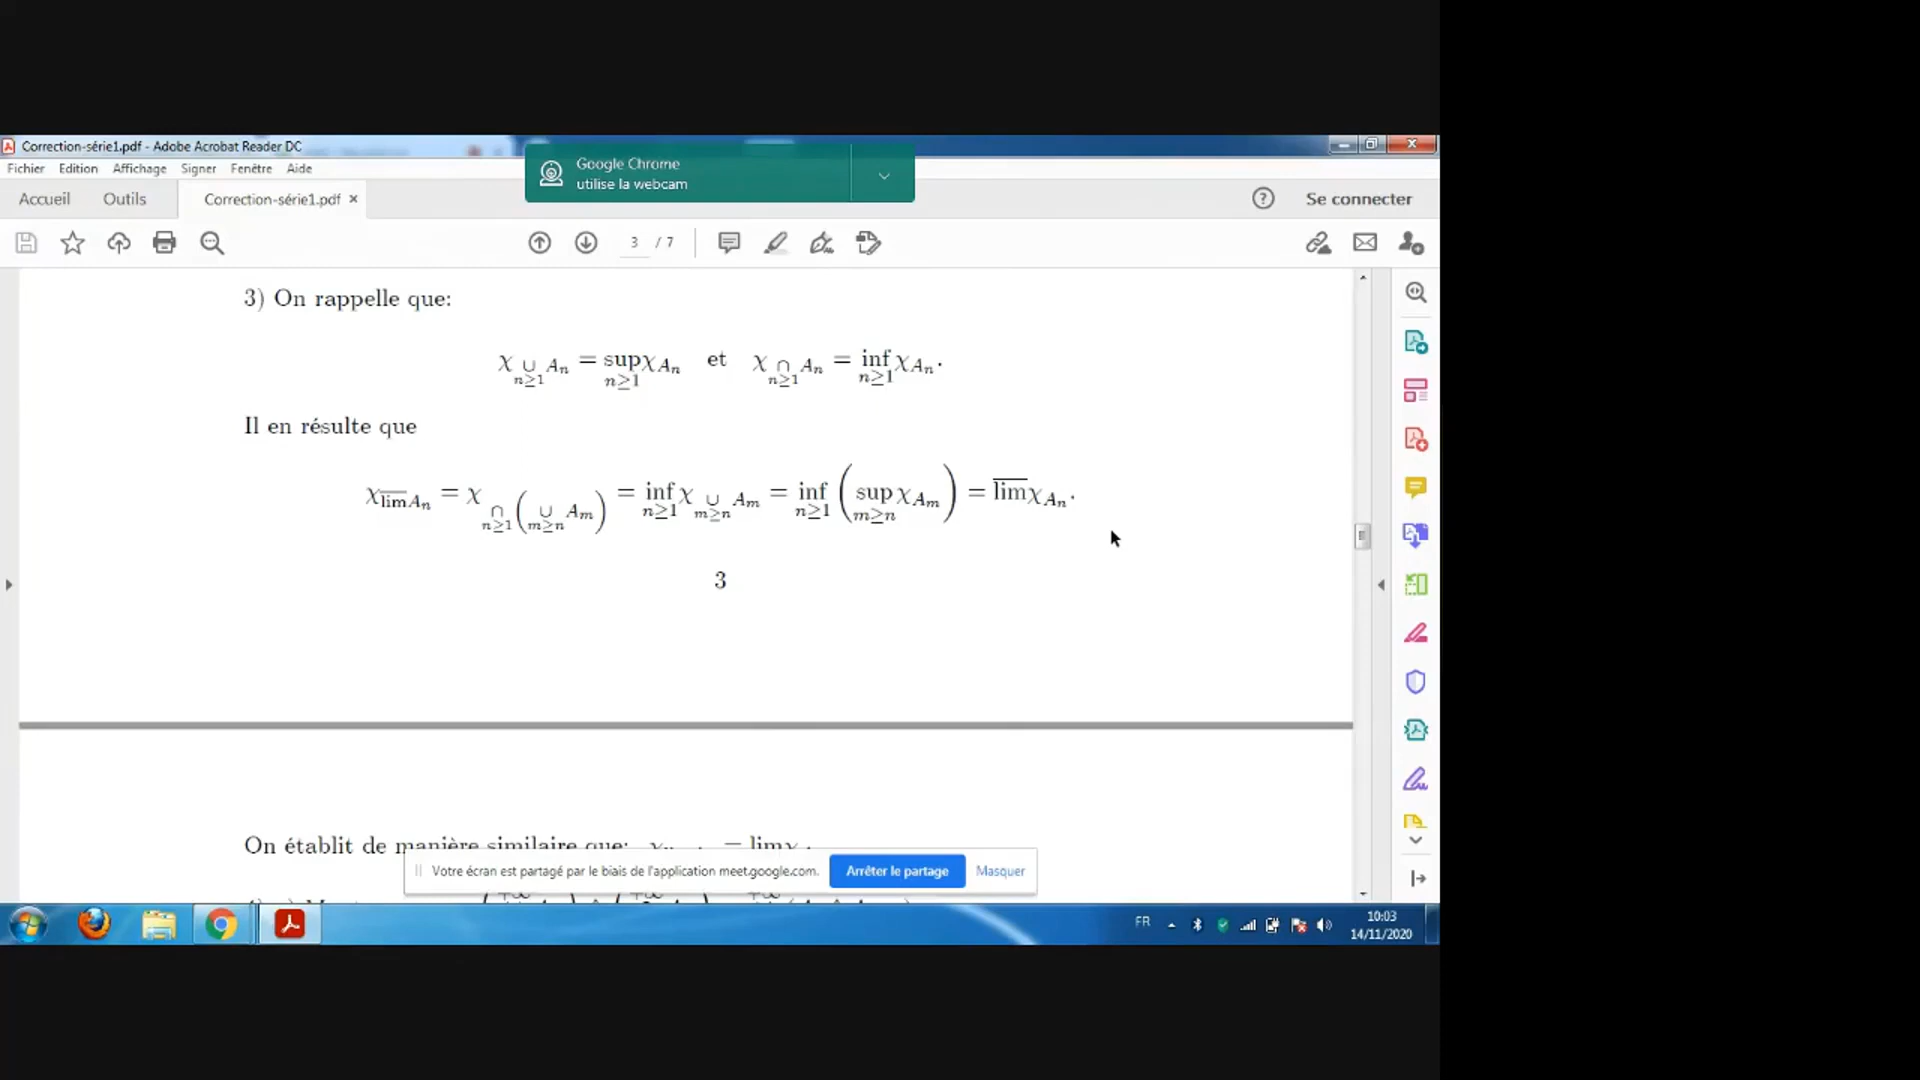 Correction-série1.pdf - Adobe Acrobat Reader DC
Fichier Edition Affichage Signer Fenêtre Aide
Google Chrome
utilise la webcam
Accueil Outils Correction-série1.pdf × Se connecter
3 / 7
3) On rappelle que:
χ ∪_{n≥1} A_n = sup_{n≥1} χ_{A_n} et χ ∩_{n≥1} A_n = inf_{n≥1} χ_{A_n}.
Il en résulte que
χ_{\overline{lim} A_n} = χ_{∩_{n≥1} (∪_{m≥n} A_m)} = inf_{n≥1} χ_{∪_{m≥n} A_m} = inf_{n≥1} (sup_{m≥n} χ_{A_m}) = \overline{lim} χ_{A_n}.
3
On établit de manière similaire que:
Votre écran est partagé par le biais de l'application meet.google.com. Arrêter le partage Masquer
FR
10:03
14/11/2020